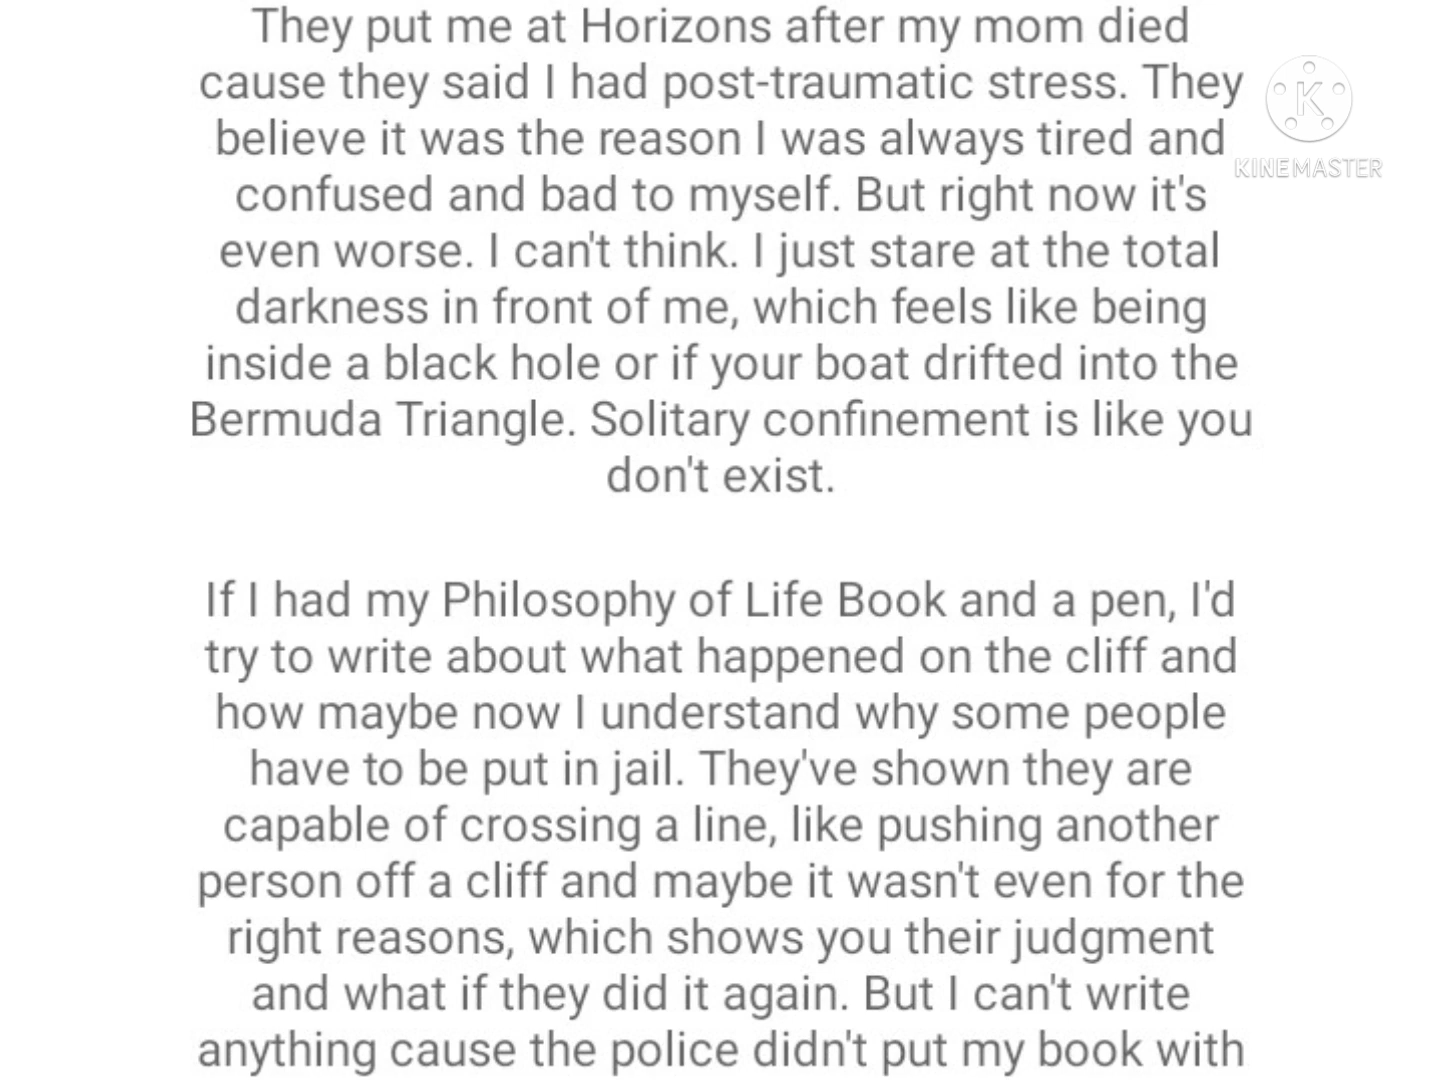 They put me at Horizons after my mom died
cause they said I had post-traumatic stress. They
believe it was the reason I was always tired and
confused and bad to myself. But right now it's
even worse. I can't think. I just stare at the total
darkness in front of me, which feels like being
inside a black hole or if your boat drifted into the
Bermuda Triangle. Solitary confinement is like you
don't exist.
If I had my Philosophy of Life Book and a pen, I'd
try to write about what happened on the cliff and
how maybe now I understand why some people
have to be put in jail. They've shown they are
capable of crossing a line, like pushing another
person off a cliff and maybe it wasn't even for the
right reasons, which shows you their judgment
and what if they did it again. But I can't write
anything cause the police didn't put my book with
K
KINEMASTER